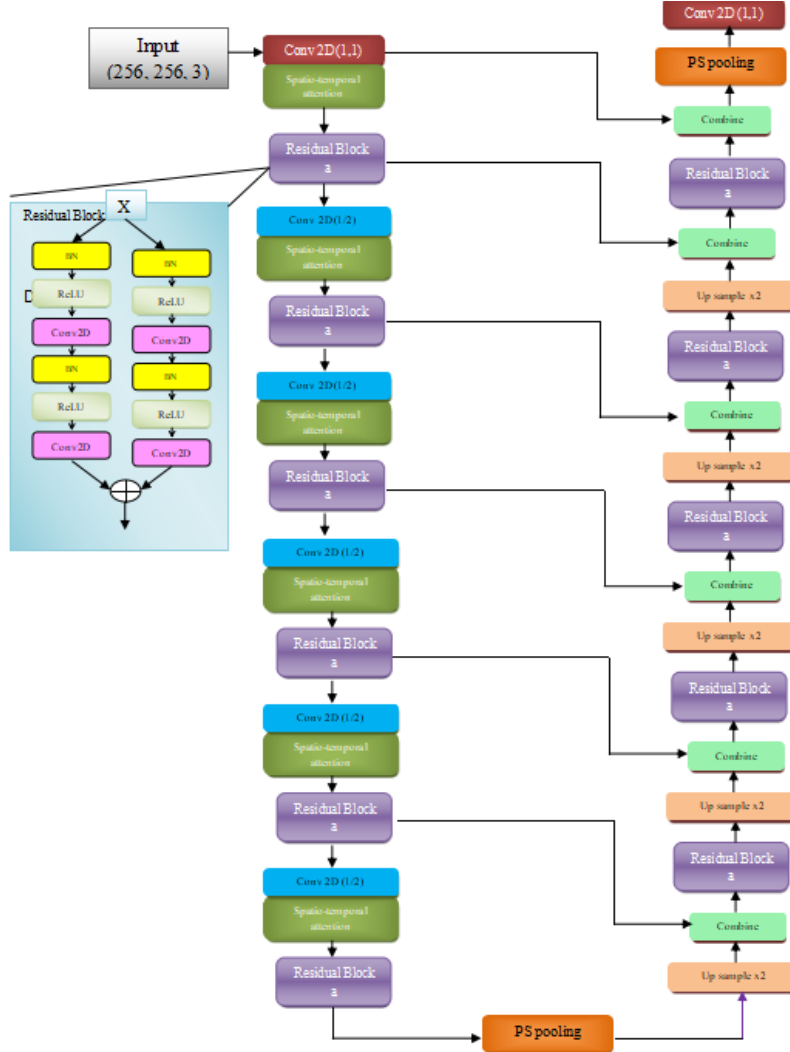 Input
(256, 256, 3)
Conv 2D(1,1)
Spatio-temporal
attention
Residual Block
a
Conv 2D(1/2)
Spatio-temporal
attention
Residual Block
a
Conv 2D(1/2)
Spatio-temporal
attention
Residual Block
a
Conv 2D (1/2)
Spatio-temporal
attention
Residual Block
a
Conv 2D (1/2)
Spatio-temporal
attention
Residual Block
a
Conv 2D (1/2)
Spatio-temporal
attention
Residual Block
a
Residual Block
X
BN
ReLU
Conv2D
BN
ReLU
Conv2D
BN
ReLU
Conv2D
BN
ReLU
Conv2D
D
PS pooling
Conv 2D (1,1)
PS pooling
Combine
Residual Block
a
Combine
Up sample x2
Residual Block
a
Combine
Up sample x2
Residual Block
a
Combine
Up sample x2
Residual Block
a
Combine
Up sample x2
Residual Block
a
Combine
Up sample x2